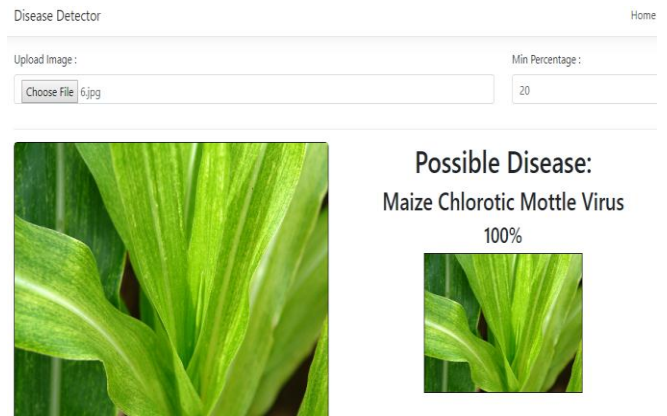 Disease Detector Home
Upload Image : Min Percentage :
Choose File 6.jpg 20
Possible Disease:
Maize Chlorotic Mottle Virus
100%